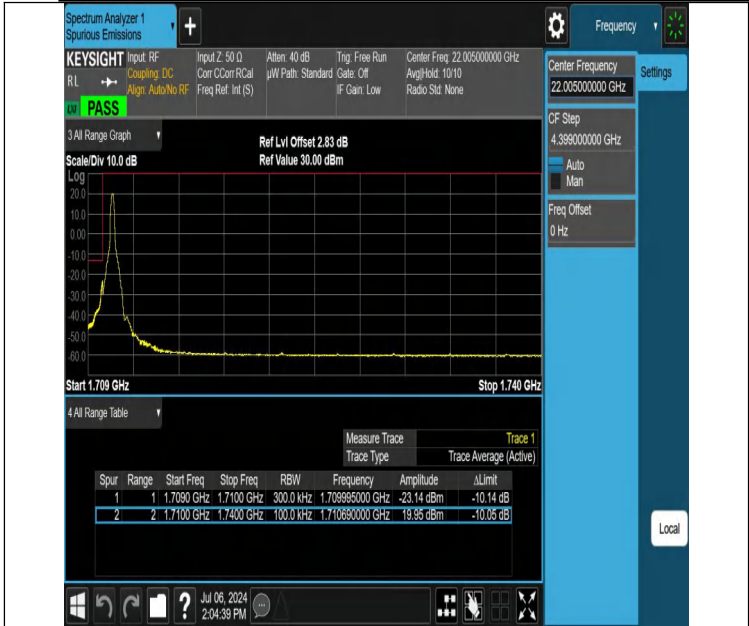 Spectrum Analyzer 1
Spurious Emissions
Frequency
KEYSIGHT
RL
Input: RF
Coupling: DC
Align: Auto/No RF
Input Z: 50 Ω
Corr CCorr RCal
Freq Ref: Int (S)
Atten: 40 dB
µW Path: Standard
Trig: Free Run
Gate: Off
IF Gain: Low
Center Freq: 22.005000000 GHz
Avg|Hold: 10/10
Radio Std: None
PASS
Center Frequency
22.005000000 GHz
Settings
CF Step
4.399000000 GHz
Auto
Man
Freq Offset
0 Hz
3 All Range Graph
Ref Lvl Offset 2.83 dB
Scale/Div 10.0 dB
Ref Value 30.00 dBm
Log
20.0
10.0
0.00
-10.0
-20.0
-30.0
-40.0
-50.0
-60.0
Start 1.709 GHz
Stop 1.740 GHz
4 All Range Table
Measure Trace Trace 1
Trace Type Trace Average (Active)
Spur Range Start Freq Stop Freq RBW Frequency Amplitude ΔLimit
1 1 1.7090 GHz 1.7100 GHz 300.0 kHz 1.709995000 GHz -23.14 dBm -10.14 dB
2 2 1.7100 GHz 1.7400 GHz 100.0 kHz 1.710690000 GHz 19.95 dBm -10.05 dB
Local
Jul 06, 2024
2:04:39 PM